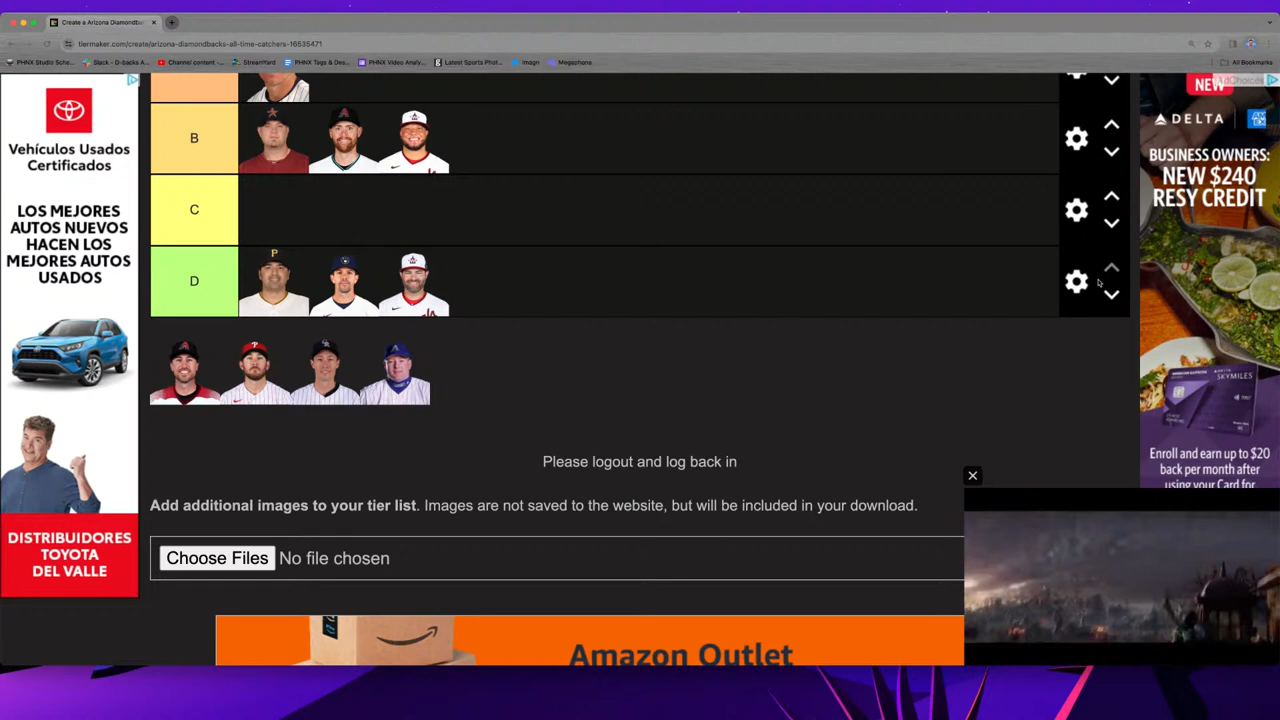 Create a Arizona Diamondba
tiermaker.com/create/arizona-diamondbacks-all-time-catchers-16535471
PHNX Studio Sche...
Slack - D-backs A...
Channel content -...
StreamYard
PHNX Tags & Des...
PHNX Video Analy...
Getty
Latest Sports Phot...
Imagn
Megaphone
All Bookmarks
Vehículos Usados
Certificados
LOS MEJORES
AUTOS NUEVOS
HACEN LOS
MEJORES AUTOS
USADOS
DISTRIBUIDORES
TOYOTA
DEL VALLE
B
C
D
P
Please logout and log back in
Add additional images to your tier list. Images are not saved to the website, but will be included in your download.
Choose Files No file chosen
Amazon Outlet
AdChoices
NEW
DELTA
BUSINESS OWNERS:
NEW $240
RESY CREDIT
SKYMILES
Enroll and earn up to $20
back per month after
using your Card for